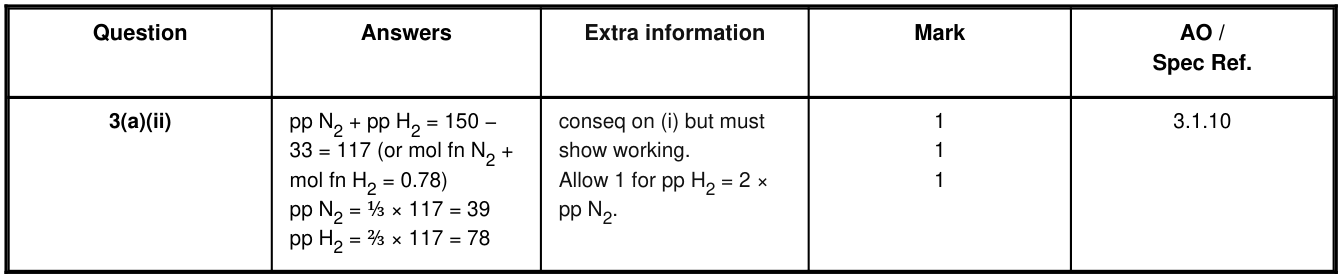 Question Answers Extra information Mark AO /
Spec Ref.
3(a)(ii) pp N₂ + pp H₂ = 150 − conseq on (i) but must 1 3.1.10
33 = 117 (or mol fn N₂ + show working. 1
mol fn H₂ = 0.78) Allow 1 for pp H₂ = 2 × 1
pp N₂ = ⅓ × 117 = 39 pp N₂.
pp H₂ = ⅔ × 117 = 78